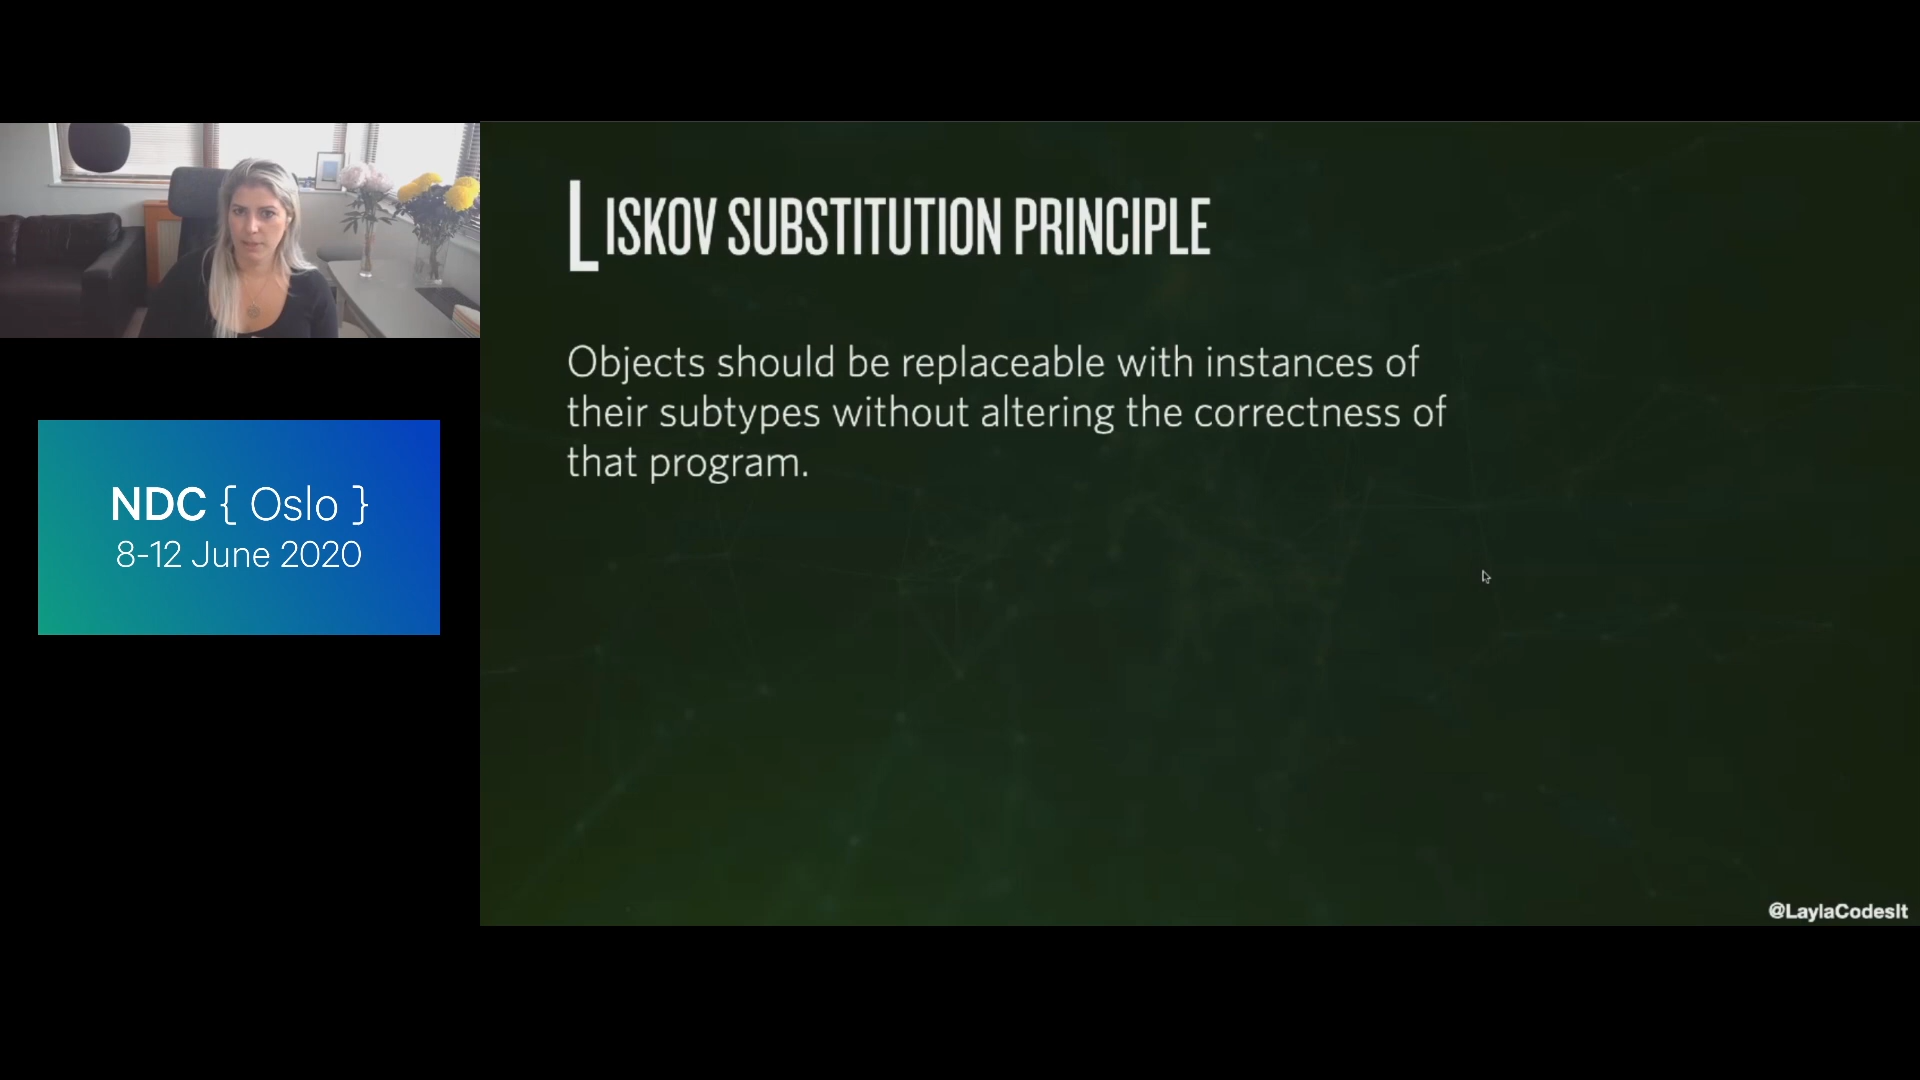 LISKOV SUBSTITUTION PRINCIPLE
Objects should be replaceable with instances of
their subtypes without altering the correctness of
that program.
NDC { Oslo }
8-12 June 2020
@LaylaCodesIt